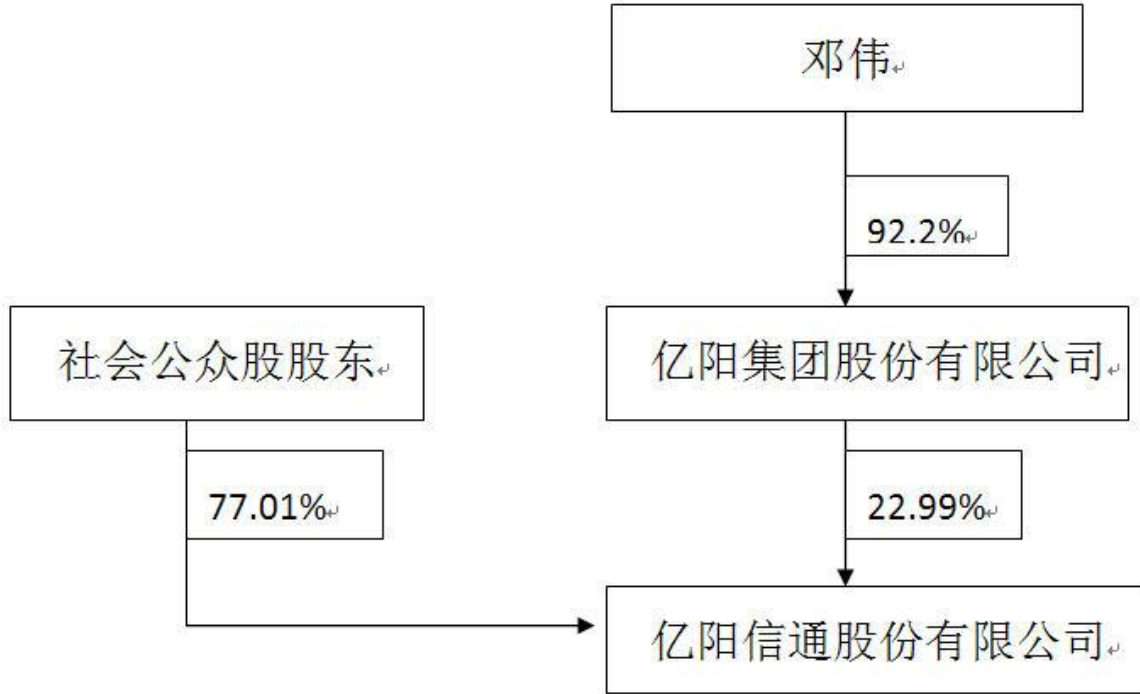 邓伟
92.2%
社会公众股股东
亿阳集团股份有限公司
77.01%
22.99%
亿阳信通股份有限公司